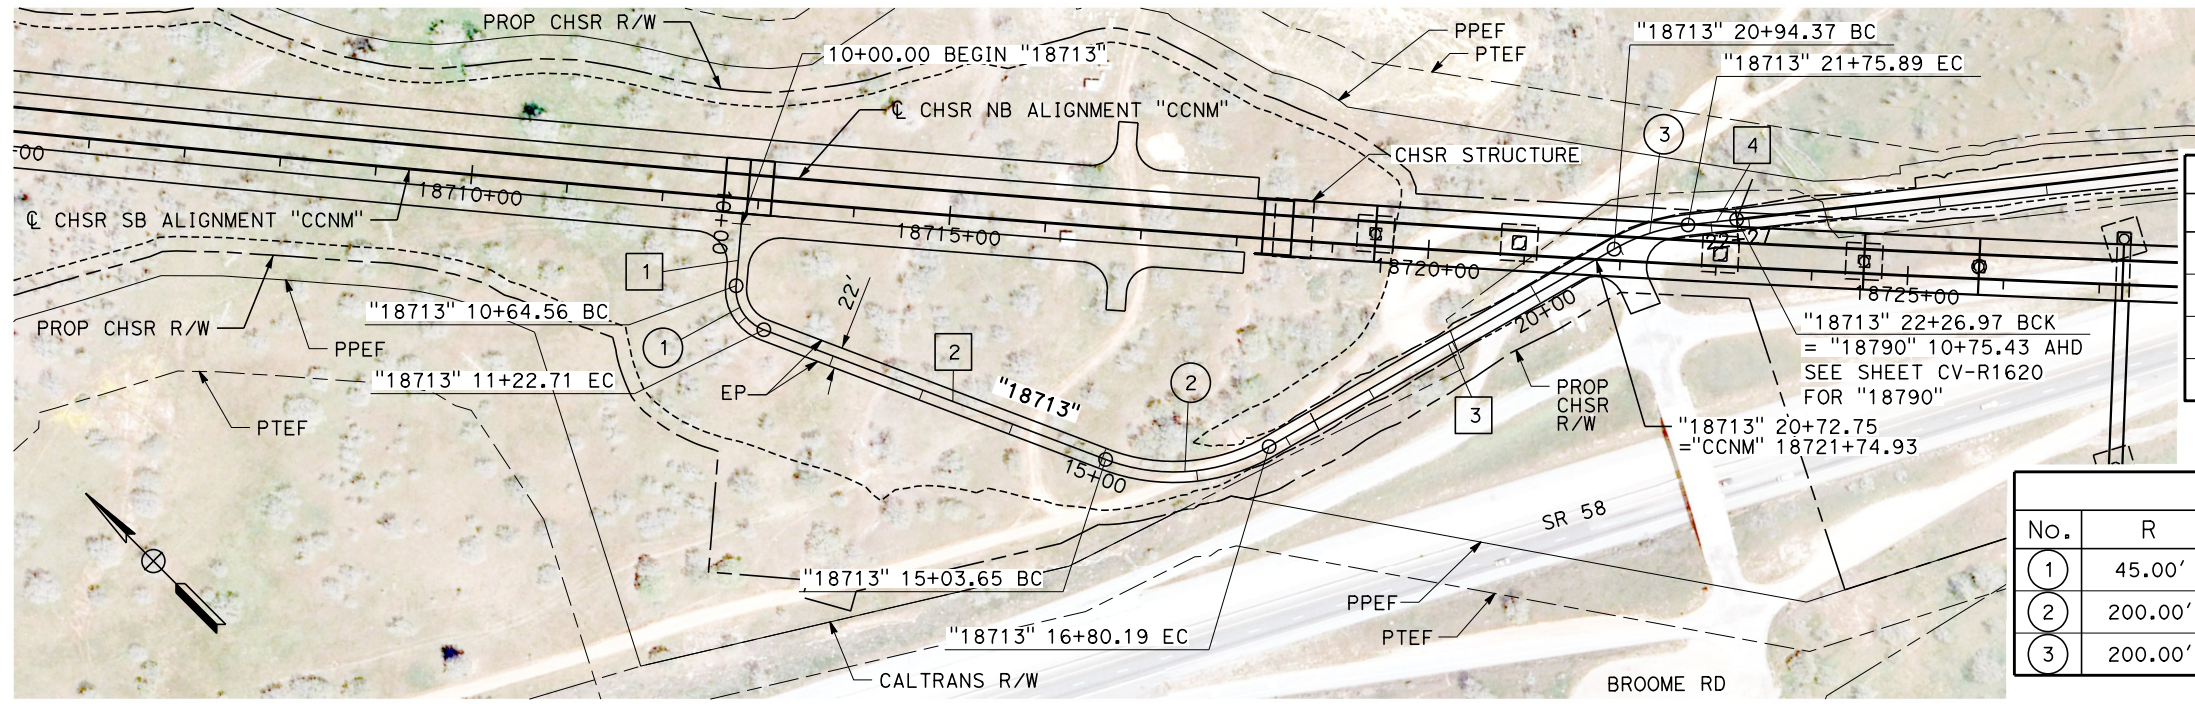 PROP CHSR R/W
10+00.00 BEGIN "18713"
PPEF
PTEF
"18713" 20+94.37 BC
"18713" 21+75.89 EC
℄ CHSR NB ALIGNMENT "CCNM"
CHSR STRUCTURE
3
4
+00
18710+00
10+00
℄ CHSR SB ALIGNMENT "CCNM"
18715+00
18720+00
18725+00
1
22'
20+00
PROP CHSR R/W
"18713" 10+64.56 BC
1
PPEF
"18713" 11+22.71 EC
EP
2
"18713"
2
3
PROP
CHSR
R/W
"18713" 22+26.97 BCK
= "18790" 10+75.43 AHD
SEE SHEET CV-R1620
FOR "18790"
"18713" 20+72.75
="CCNM" 18721+74.93
PTEF
15+00
SR 58
"18713" 15+03.65 BC
PPEF
PTEF
"18713" 16+80.19 EC
CALTRANS R/W
BROOME RD
No. R
1 45.00'
2 200.00'
3 200.00'